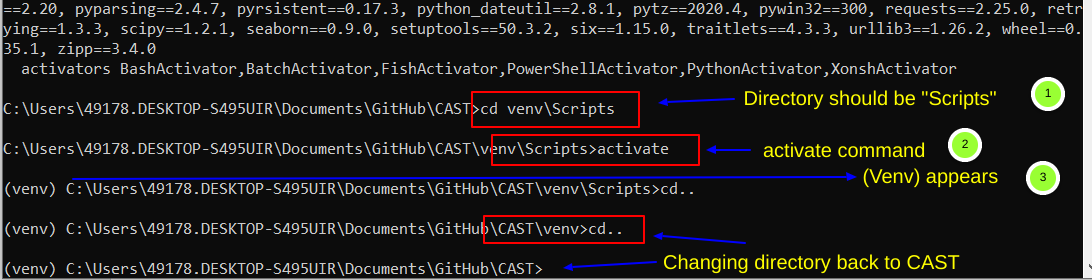 ==2.20, pyparsing==2.4.7, pyrsistent==0.17.3, python_dateutil==2.8.1, pytz==2020.4, pywin32==300, requests==2.25.0, retr
ying==1.3.3, scipy==1.2.1, seaborn==0.9.0, setuptools==50.3.2, six==1.15.0, traitlets==4.3.3, urllib3==1.26.2, wheel==0.
35.1, zipp==3.4.0
activators BashActivator,BatchActivator,FishActivator,PowerShellActivator,PythonActivator,XonshActivator
C:\Users\49178.DESKTOP-S495UIR\Documents\GitHub\CAST>cd venv\Scripts
Directory should be "Scripts" 1
C:\Users\49178.DESKTOP-S495UIR\Documents\GitHub\CAST\venv\Scripts>activate
activate command 2
(Venv) appears 3
(venv) C:\Users\49178.DESKTOP-S495UIR\Documents\GitHub\CAST\venv\Scripts>cd..
(venv) C:\Users\49178.DESKTOP-S495UIR\Documents\GitHub\CAST\venv>cd..
(venv) C:\Users\49178.DESKTOP-S495UIR\Documents\GitHub\CAST>
Changing directory back to CAST